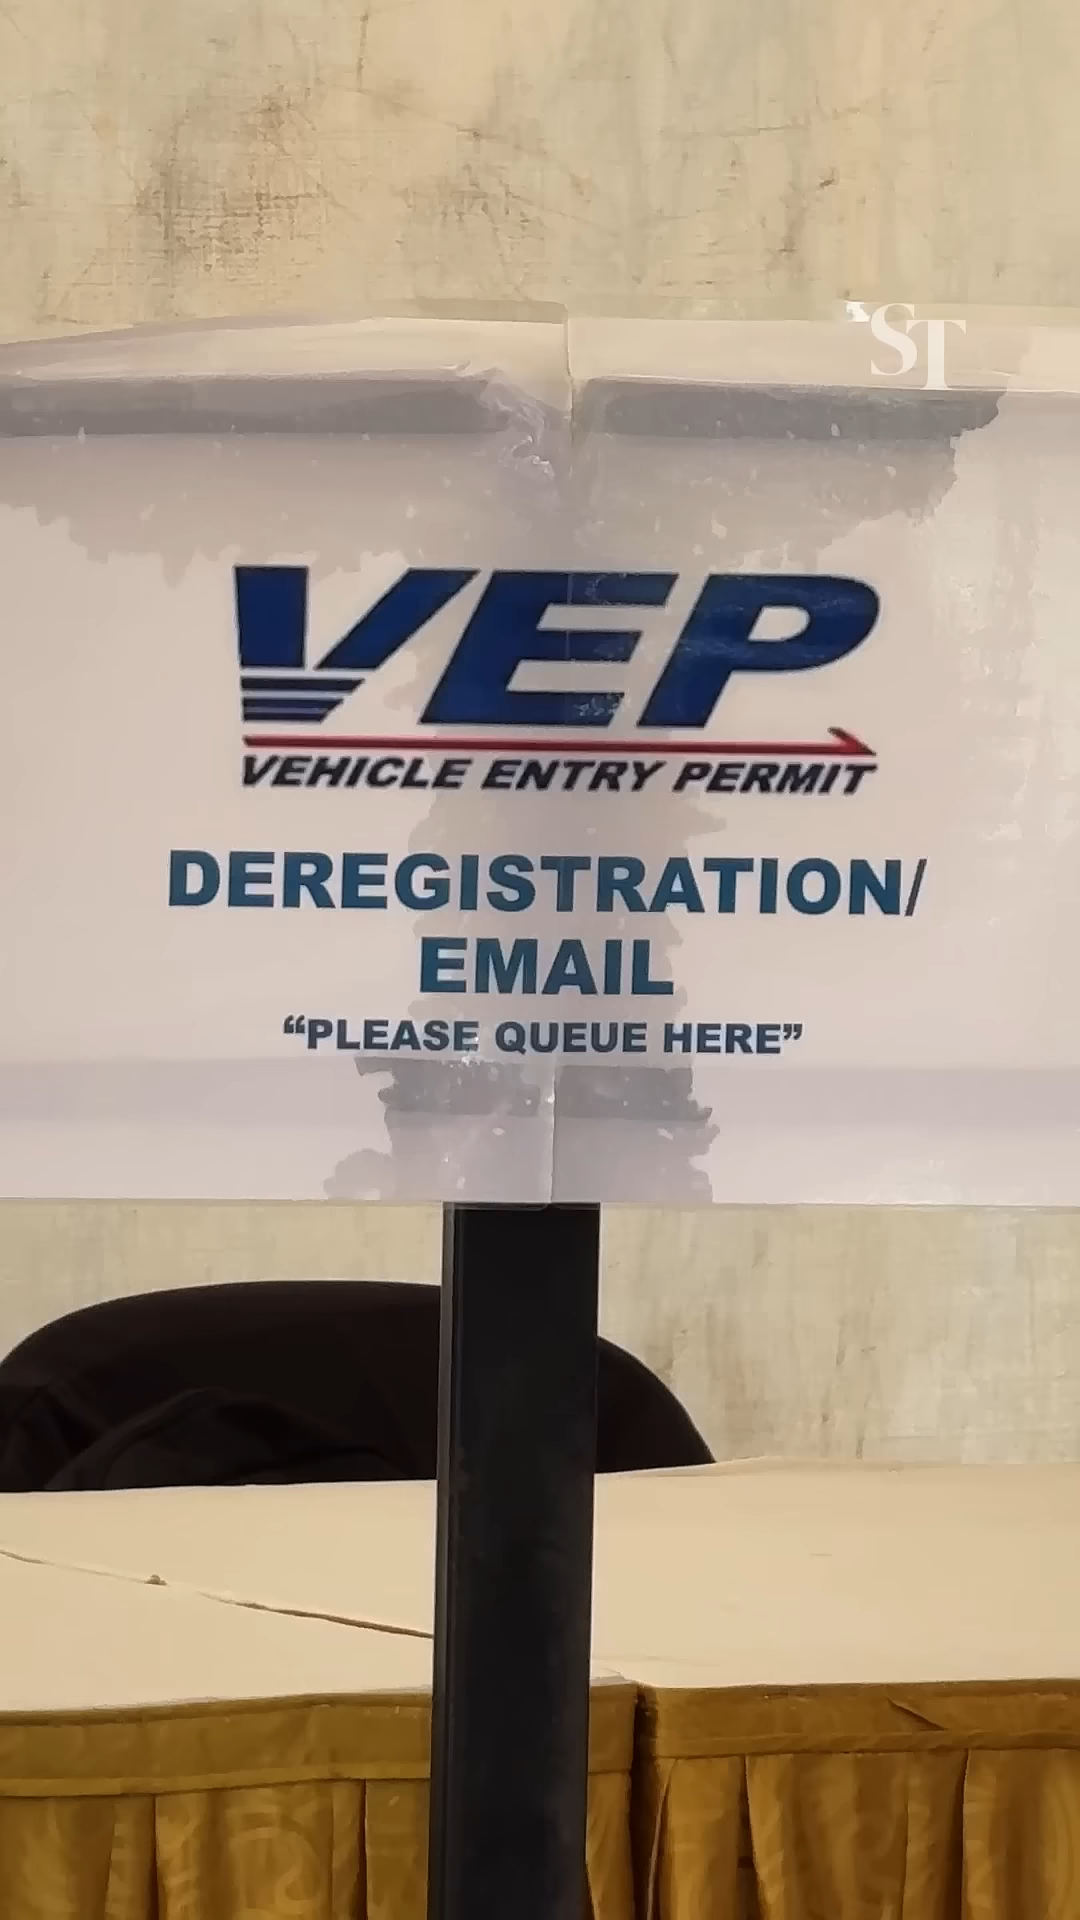 ST
VEP
VEHICLE ENTRY PERMIT
DEREGISTRATION/
EMAIL
“PLEASE QUEUE HERE”